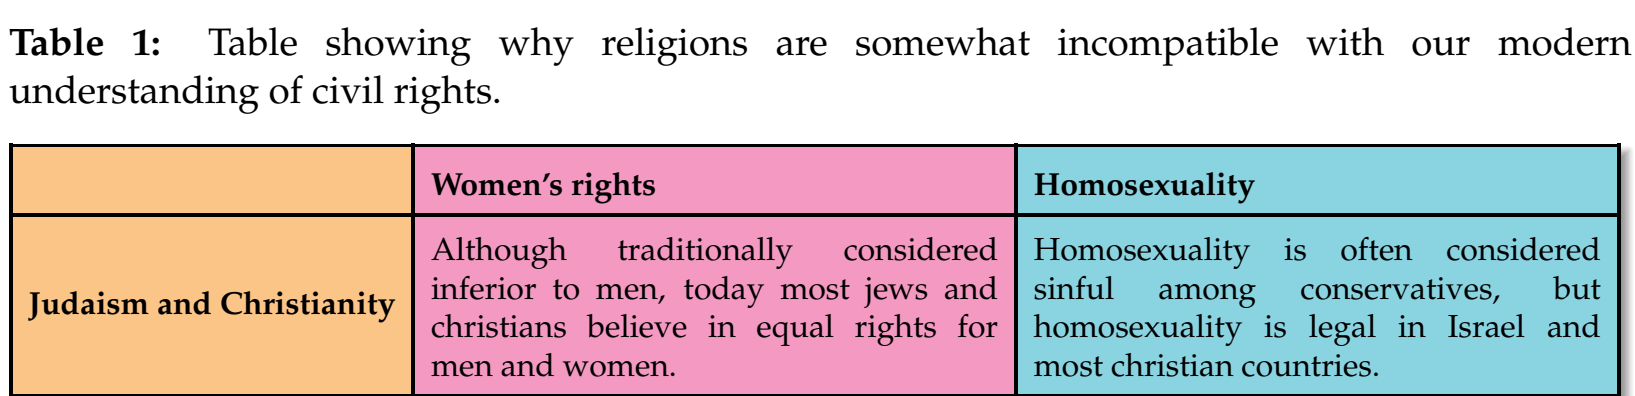 Table 1: Table showing why religions are somewhat incompatible with our modern
understanding of civil rights.
Women's rights
Homosexuality
Judaism and Christianity
Although traditionally considered
inferior to men, today most jews and
christians believe in equal rights for
men and women.
Homosexuality is often considered
sinful among conservatives, but
homosexuality is legal in Israel and
most christian countries.